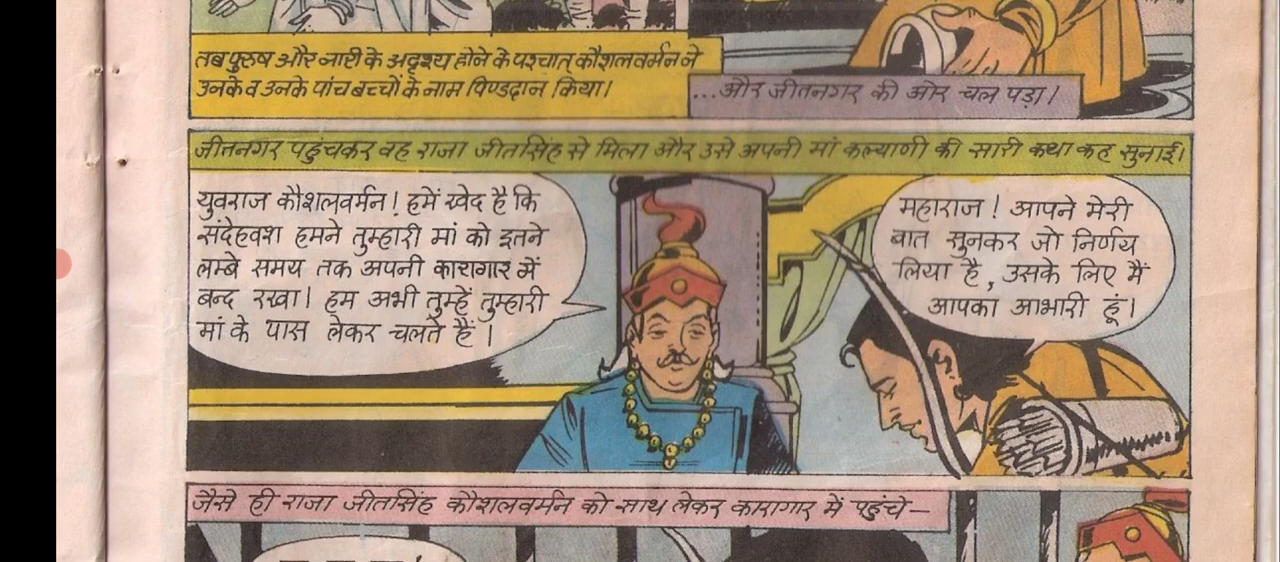 तब पुरुष और नारी के अदृश्य होने के पश्चात् कौशलवर्मन ने
उनके व उनके पांच बच्चों के नाम पिण्डदान किया।
...और जीतनगर की ओर चल पड़ा।
जीतनगर पहुंचकर वह राजा जीतसिंह से मिला और उसे अपनी मां कल्याणी की सारी कथा कह सुनाई।
युवराज कौशलवर्मन! हमें खेद है कि
संदेहवश हमने तुम्हारी मां को इतने
लम्बे समय तक अपनी कारागार में
बन्द रखा। हम अभी तुम्हें तुम्हारी
मां के पास लेकर चलते हैं।
महाराज! आपने मेरी
बात सुनकर जो निर्णय
लिया है, उसके लिए मैं
आपका आभारी हूं।
जैसे ही राजा जीतसिंह कौशलवर्मन को साथ लेकर कारागार में पहुंचे—